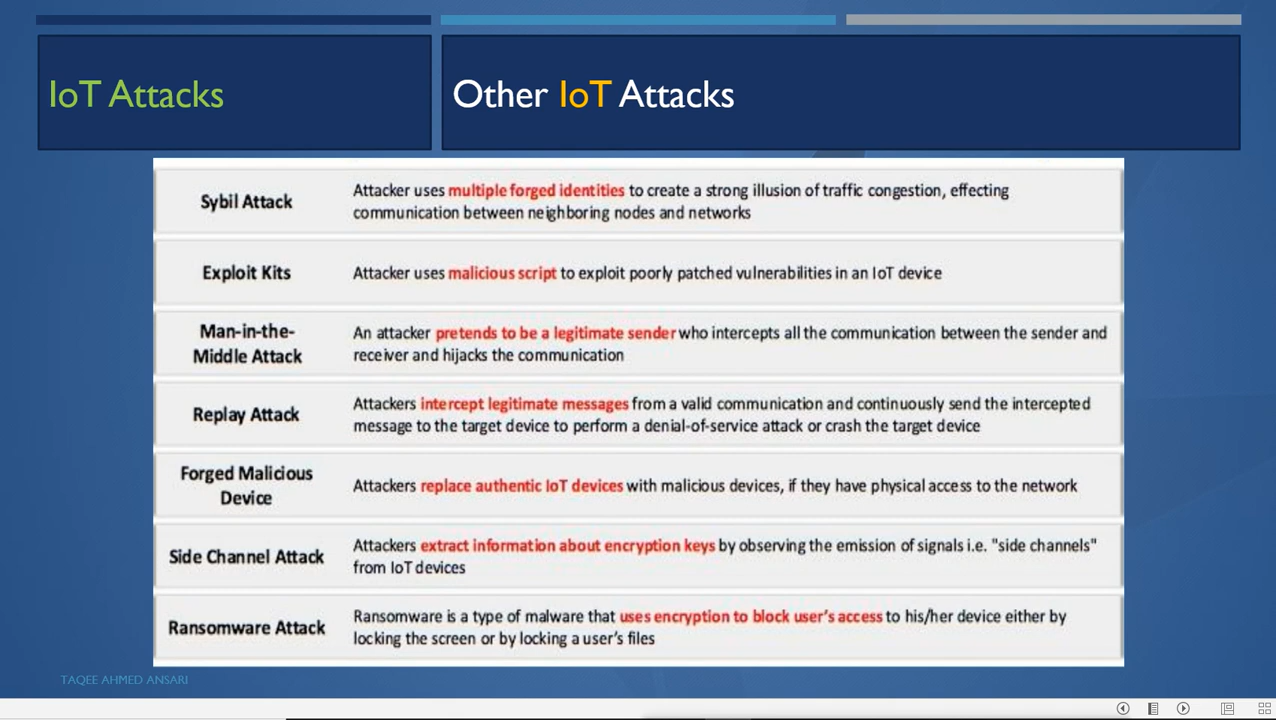 IoT Attacks
Other IoT Attacks
Sybil Attack
Attacker uses multiple forged identities to create a strong illusion of traffic congestion, effecting
communication between neighboring nodes and networks
Exploit Kits
Attacker uses malicious script to exploit poorly patched vulnerabilities in an IoT device
Man-in-the-
Middle Attack
An attacker pretends to be a legitimate sender who intercepts all the communication between the sender and
receiver and hijacks the communication
Replay Attack
Attackers intercept legitimate messages from a valid communication and continuously send the intercepted
message to the target device to perform a denial-of-service attack or crash the target device
Forged Malicious
Device
Attackers replace authentic IoT devices with malicious devices, if they have physical access to the network
Side Channel Attack
Attackers extract information about encryption keys by observing the emission of signals i.e. "side channels"
from IoT devices
Ransomware Attack
Ransomware is a type of malware that uses encryption to block user's access to his/her device either by
locking the screen or by locking a user's files
TAQEE AHMED ANSARI